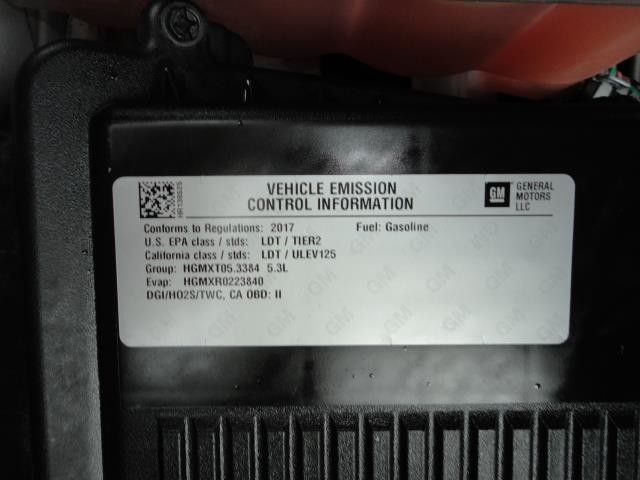 VEHICLE EMISSION
CONTROL INFORMATION
GM
GENERAL
MOTORS
LLC
Conforms to Regulations: 2017 Fuel: Gasoline
U.S. EPA class / stds: LDT / TIER2
California class / stds: LDT / ULEV125
Group: HGMXT05.3384 5.3L
Evap: HGMXR0223840
DGI/HO2S/TWC, CA OBD: II